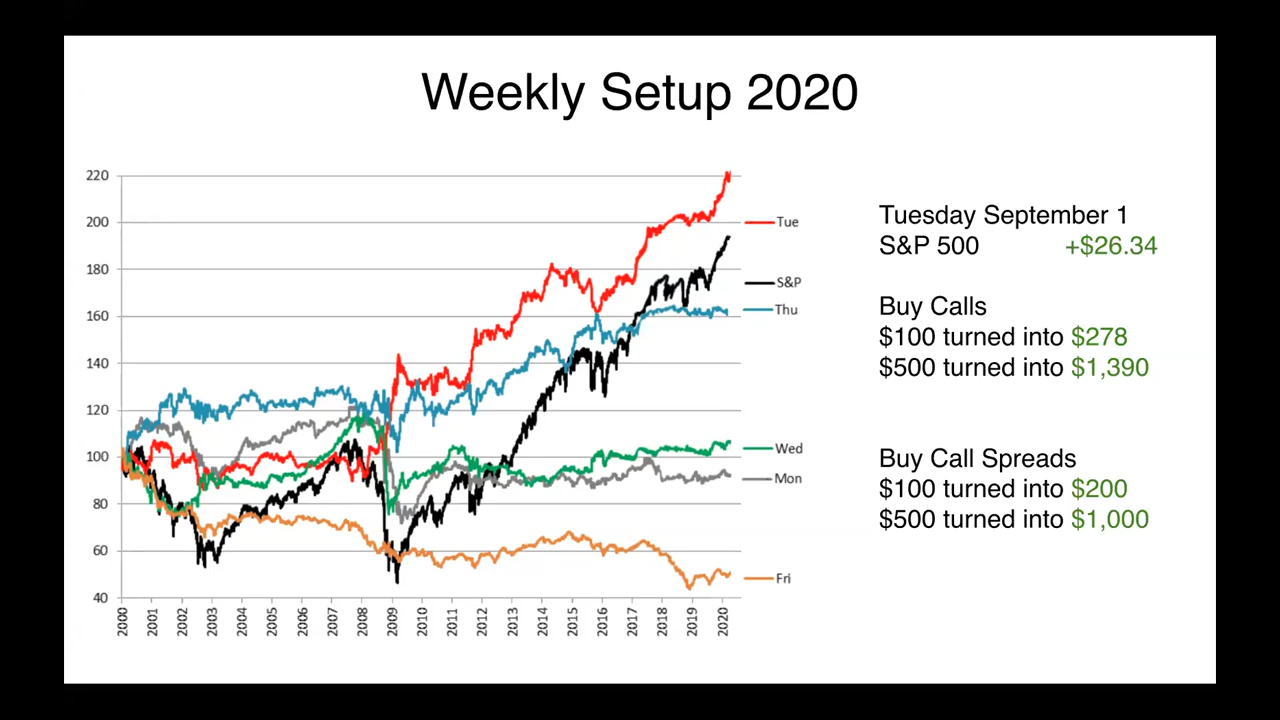 Weekly Setup 2020
220
200
180
160
140
120
100
80
60
40
2000
2001
2002
2003
2004
2005
2006
2007
2008
2009
2010
2011
2012
2013
2014
2015
2016
2017
2018
2019
2020
Tue
S&P
Thu
Wed
Mon
Fri
Tuesday September 1
S&P 500 +$26.34
Buy Calls
$100 turned into $278
$500 turned into $1,390
Buy Call Spreads
$100 turned into $200
$500 turned into $1,000